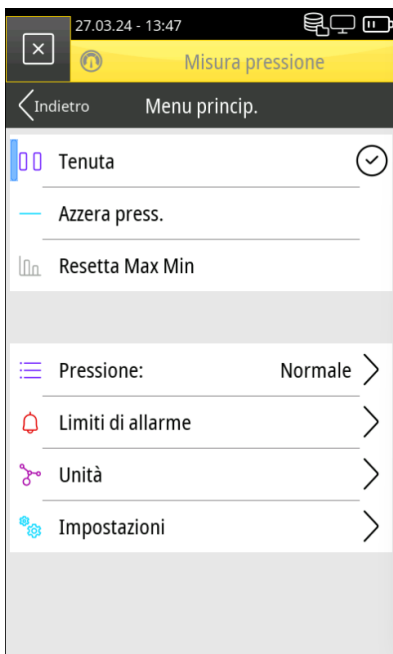 27.03.24 - 13:47
Misura pressione
Indietro Menu princip.
Tenuta
Azzera press.
Resetta Max Min
Pressione: Normale
Limiti di allarme
Unità
Impostazioni